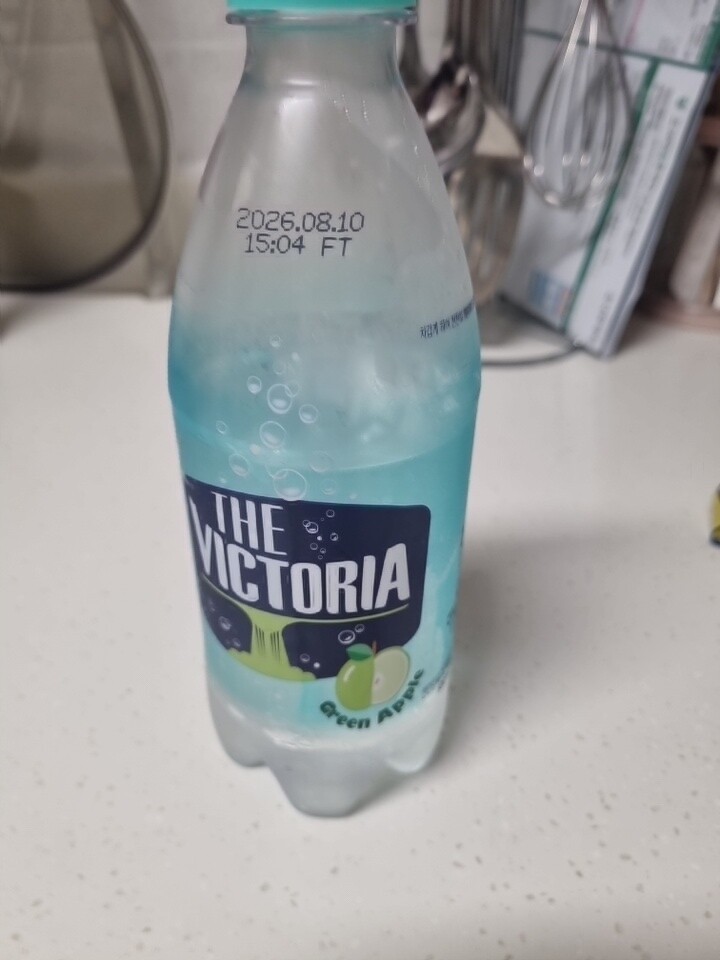 2026.08.10
15:04 FT
THE
VICTORIA
Green Apple